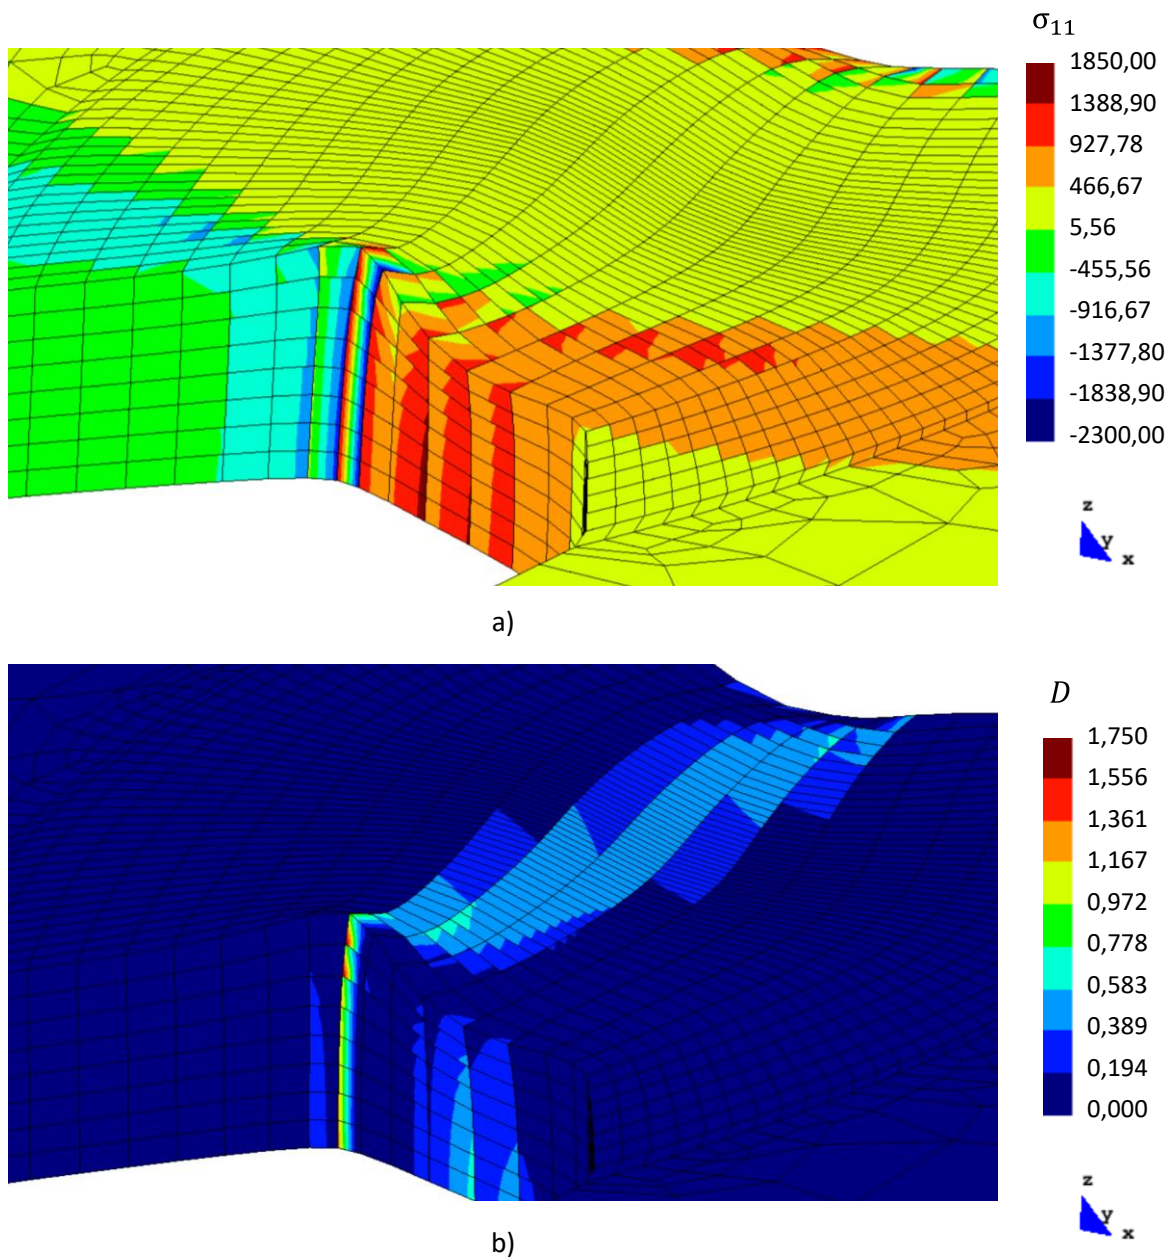 σ₁₁
1850,00
1388,90
927,78
466,67
5,56
-455,56
-916,67
-1377,80
-1838,90
-2300,00
z
y
x
a)
D
1,750
1,556
1,361
1,167
0,972
0,778
0,583
0,389
0,194
0,000
z
y
x
b)